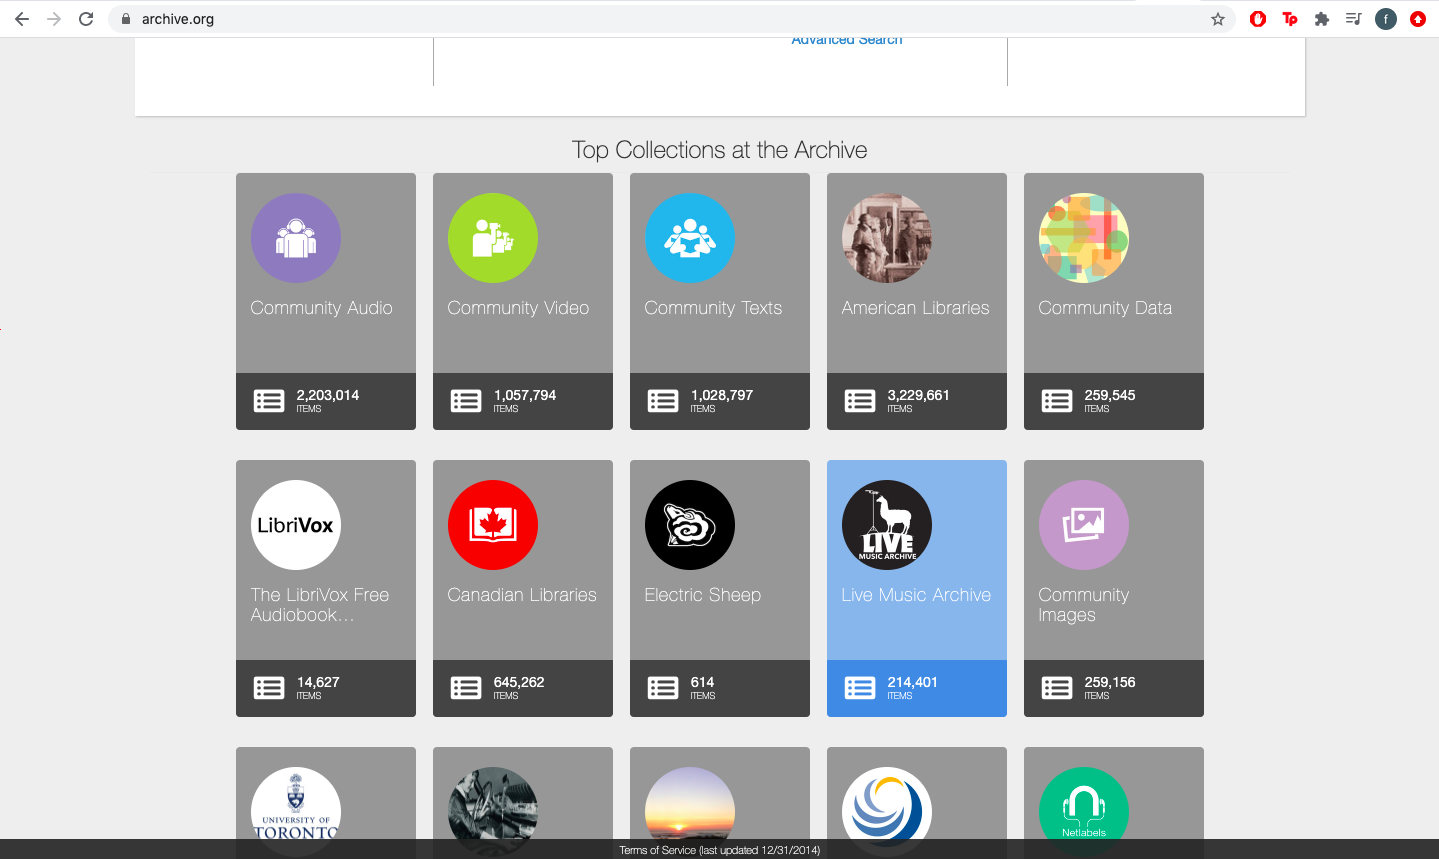 archive.org
f
Advanced Search
Top Collections at the Archive
Community Audio
2,203,014
ITEMS
Community Video
1,057,794
ITEMS
Community Texts
1,028,797
ITEMS
American Libraries
3,229,661
ITEMS
Community Data
259,545
ITEMS
LibriVox
The LibriVox Free
Audiobook...
14,627
ITEMS
Canadian Libraries
645,262
ITEMS
Electric Sheep
614
ITEMS
LIVE
MUSIC ARCHIVE
Live Music Archive
214,401
ITEMS
Community
Images
259,156
ITEMS
UNIVERSITY OF
TORONTO
Netlabels
Terms of Service (last updated 12/31/2014)